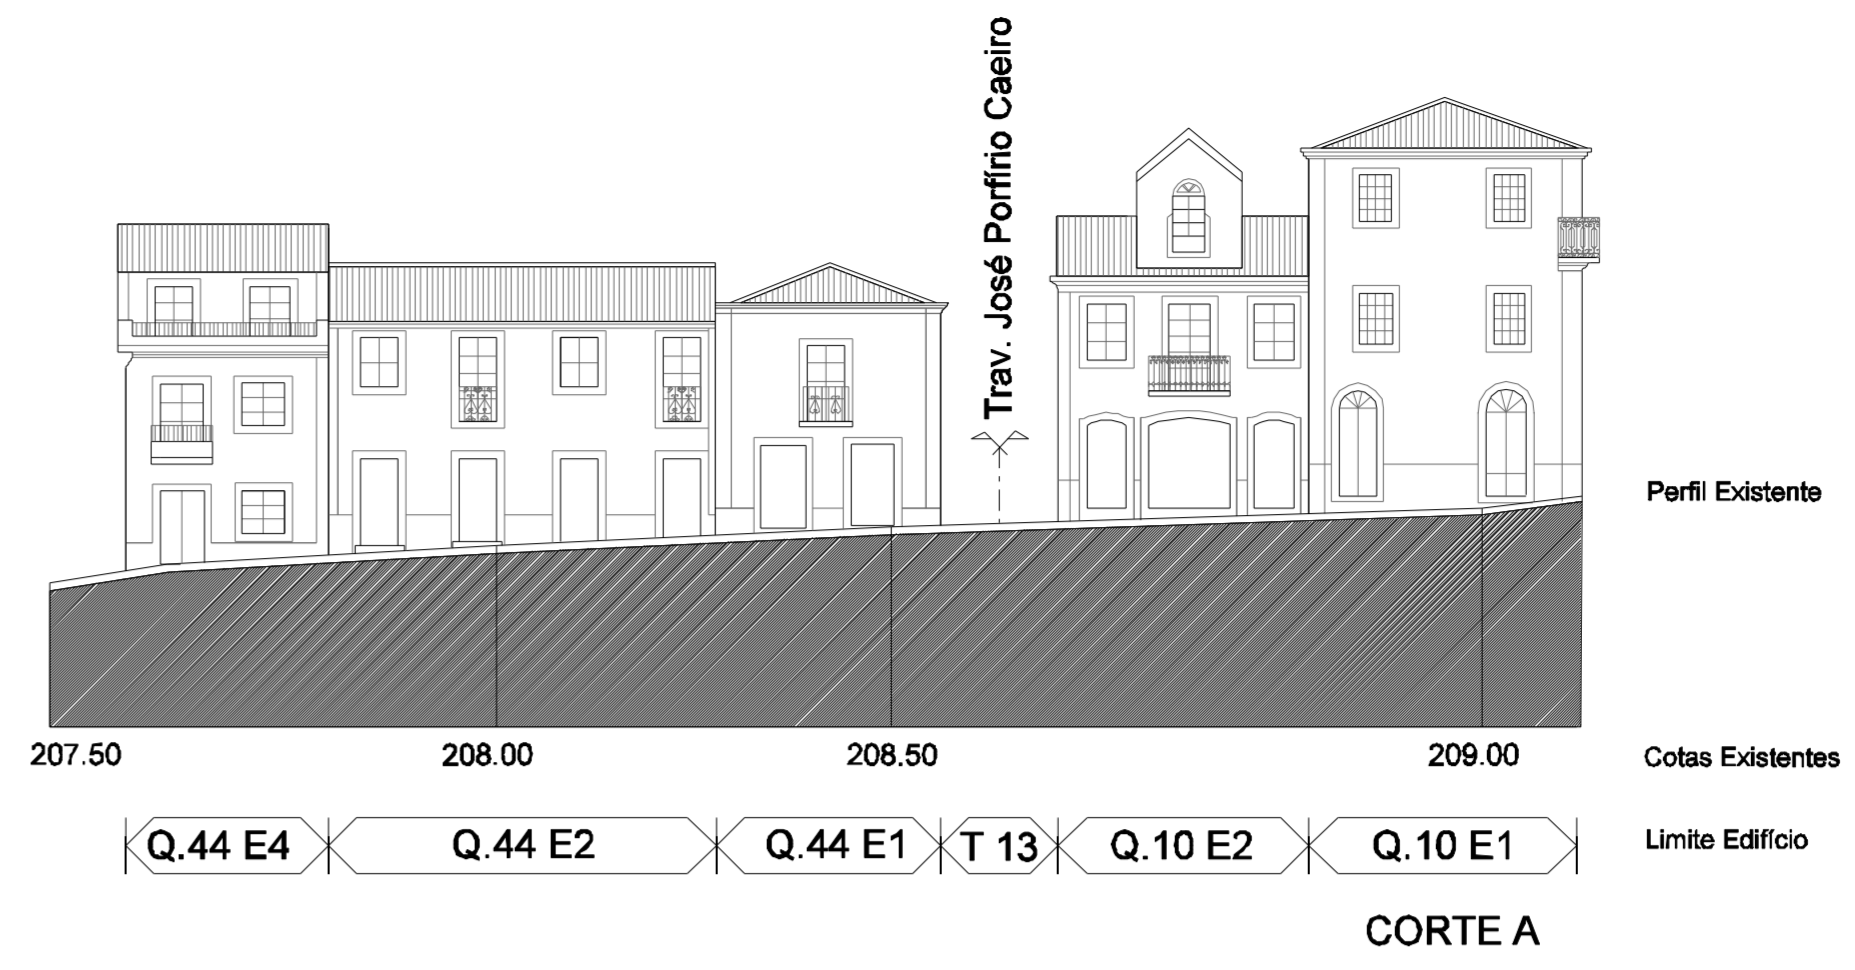 Trav. José Porfírio Caeiro
Perfil Existente
207.50 208.00 208.50 209.00 Cotas Existentes
Q.44 E4 Q.44 E2 Q.44 E1 T 13 Q.10 E2 Q.10 E1 Limite Edifício
CORTE A